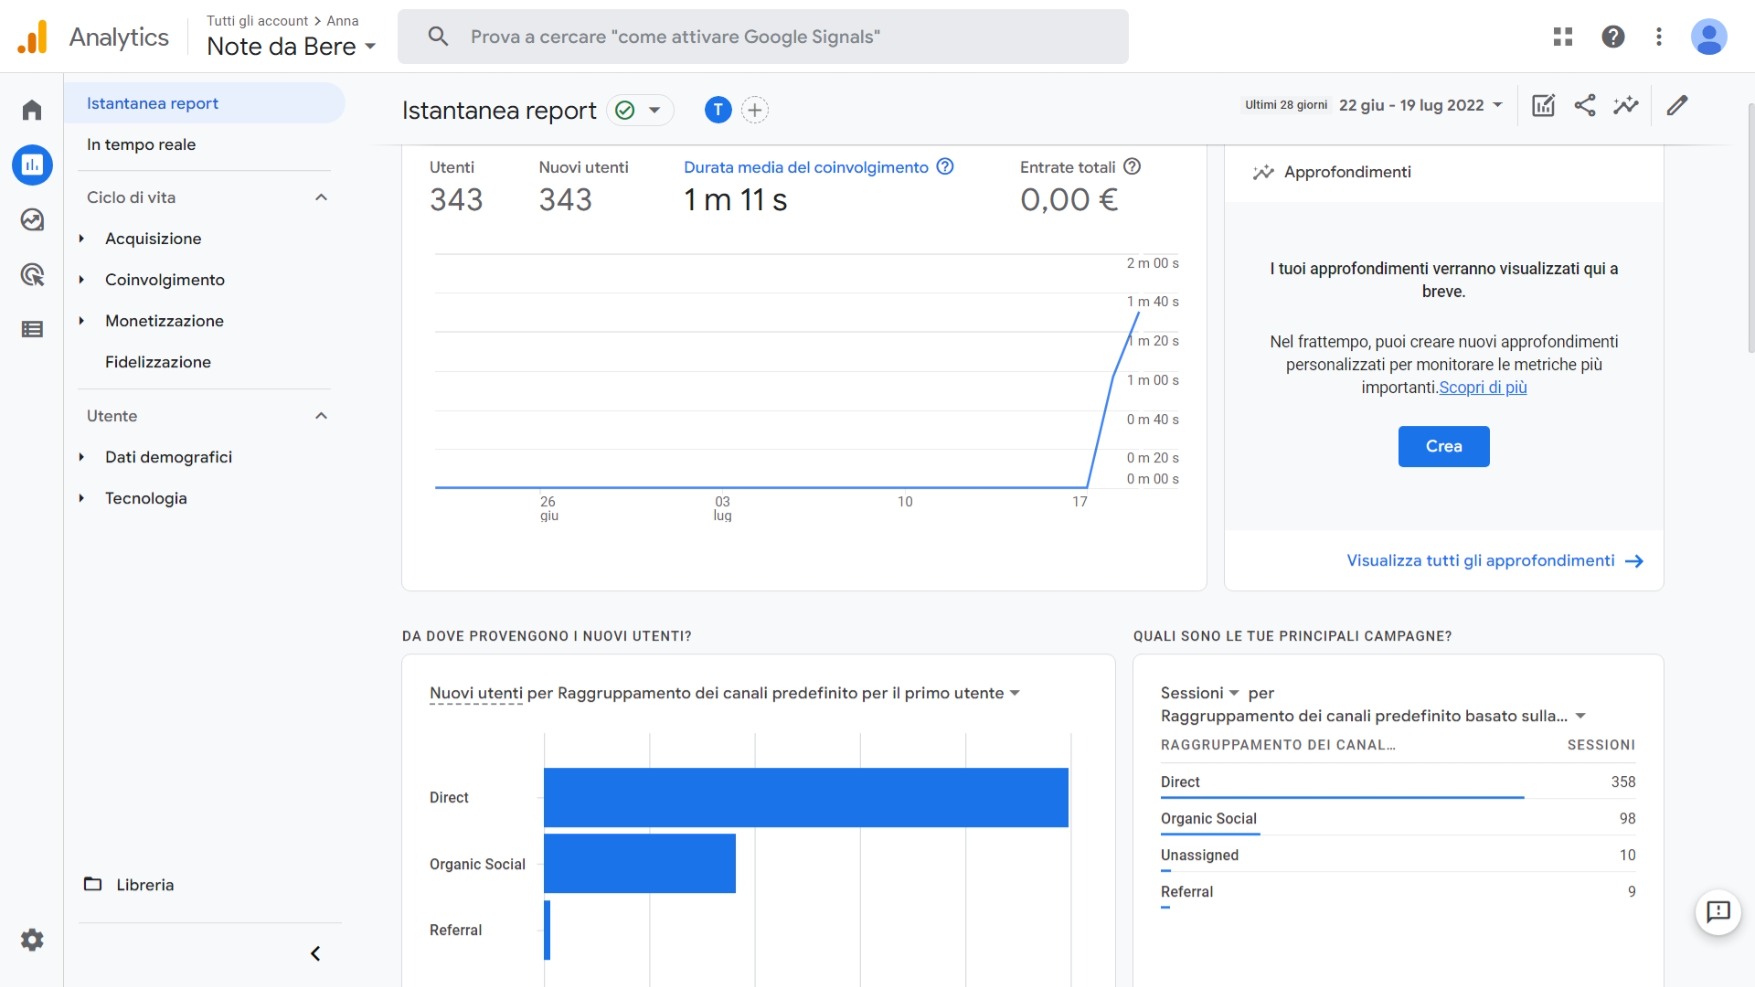 Analytics
Tutti gli account > Anna
Note da Bere
Prova a cercare "come attivare Google Signals"
Istantanea report
In tempo reale
Ciclo di vita
Acquisizione
Coinvolgimento
Monetizzazione
Fidelizzazione
Utente
Dati demografici
Tecnologia
Libreria
Istantanea report
T
Ultimi 28 giorni 22 giu - 19 lug 2022
Utenti
343
Nuovi utenti
343
Durata media del coinvolgimento
1 m 11 s
Entrate totali
0,00 €
2 m 00 s
1 m 40 s
1 m 20 s
1 m 00 s
0 m 40 s
0 m 20 s
0 m 00 s
26
giu
03
lug
10
17
Approfondimenti
I tuoi approfondimenti verranno visualizzati qui a
breve.
Nel frattempo, puoi creare nuovi approfondimenti
personalizzati per monitorare le metriche più
importanti.Scopri di più
Crea
Visualizza tutti gli approfondimenti
DA DOVE PROVENGONO I NUOVI UTENTI?
Nuovi utenti per Raggruppamento dei canali predefinito per il primo utente
Direct
Organic Social
Referral
QUALI SONO LE TUE PRINCIPALI CAMPAGNE?
Sessioni per
Raggruppamento dei canali predefinito basato sulla...
RAGGRUPPAMENTO DEI CANAL... SESSIONI
Direct 358
Organic Social 98
Unassigned 10
Referral 9